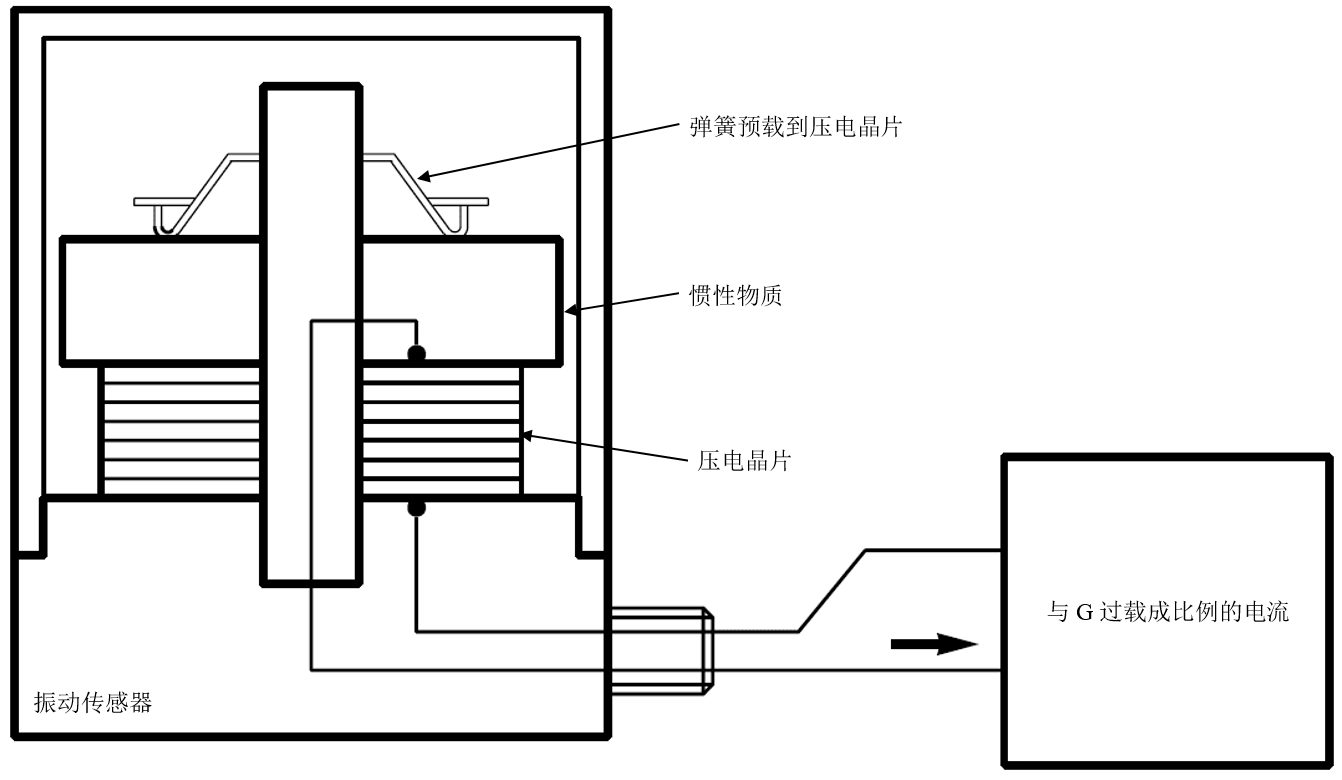 弹簧预载到压电晶片
惯性物质
压电晶片
与 G 过载成比例的电流
振动传感器